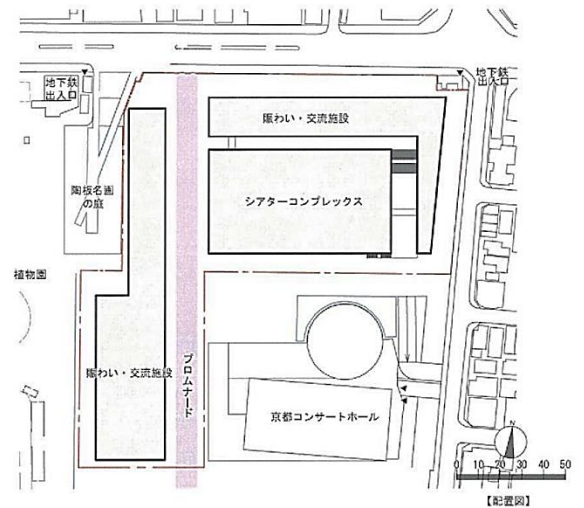 地下鉄
出入口
地下鉄
出入口
賑わい・交流施設
シアターコンプレックス
陶板名画
の庭
植物園
賑わい・交流施設
プロムナード
京都コンサートホール
N
0 10 20 30 40 50
【配置図】